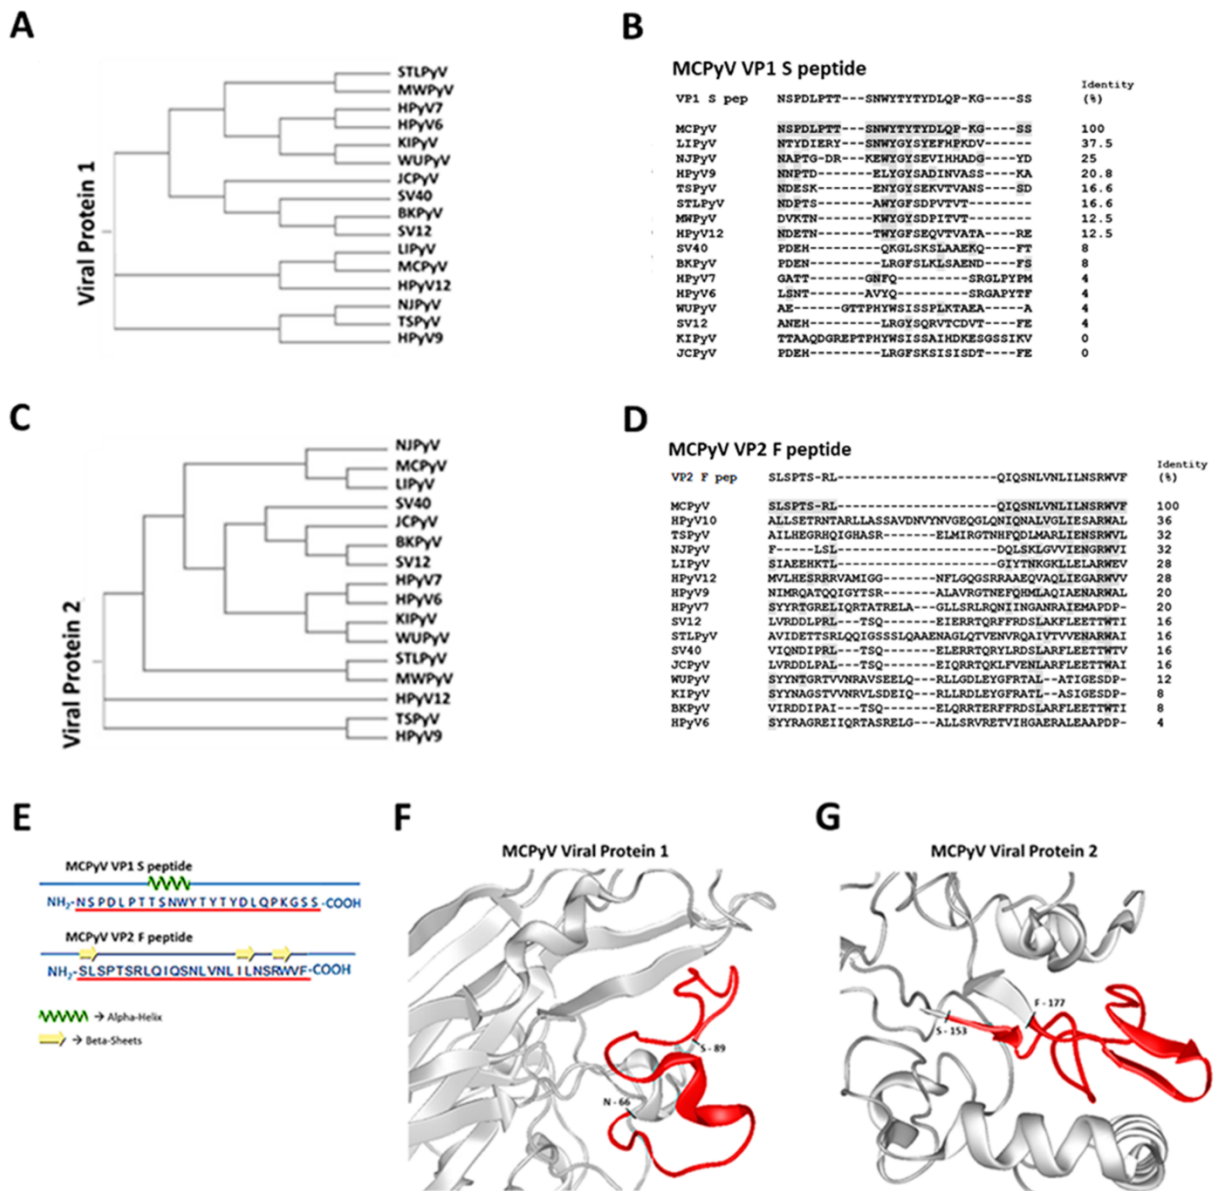 A
Viral Protein 1
STLPyV
MWPyV
HPyV7
HPyV6
KIPyV
WUPyV
JCPyV
SV40
BKPyV
SV12
LIPyV
MCPyV
HPyV12
NJPyV
TSPyV
HPyV9
B
MCPyV VP1 S peptide
Identity
VP1 S pep NSPDLPTT---SNWYTYTYDLQP-KG----SS (%)
MCPyV NSPDLPTT---SNWYTYTYDLQP-KG----SS 100
LIPyV NTYDIERY---SNWYGYSYEFHPKDV------ 37.5
NJPyV NAPTG-DR---KEWYGYSEVIHHADG----YD 25
HPyV9 NNPTD-------ELYGYSADINVASS----KA 20.8
TSPyV NDESK-------ENYGYSEKVTVANS----SD 16.6
STLPyV NDPTS-------AWYGFSDPVTVT-------- 16.6
MWPyV DVKTN-------KWYGYSDPITVT-------- 12.5
HPyV12 NDETN-------TWYGFSEQVTVATA----RE 12.5
SV40 PDEH---------QKGLSKSLAAEKQ----FT 8
BKPyV PDEN---------LRGFSLKLSAEND----FS 8
HPyV7 GATT-------GNFQ---------SRGLPYPM 4
HPyV6 LSNT-------AVYQ---------SRGAPYTF 4
WUPyV AE------GTTPHYWSISSPLKTAEA-----A 4
SV12 ANEH---------LRGYSQRVTCDVT----FE 4
KIPyV TTAAQDGREPTPHYWSISSAIHDKESGSSIKV 0
JCPyV PDEH---------LRGFSKSISISDT----FE 0
C
Viral Protein 2
NJPyV
MCPyV
LIPyV
SV40
JCPyV
BKPyV
SV12
HPyV7
HPyV6
KIPyV
WUPyV
STLPyV
MWPyV
HPyV12
TSPyV
HPyV9
D
MCPyV VP2 F peptide
Identity
VP2 F pep SLSPTS-RL--------------------QIQSNLVNLILNSRWVF (%)
MCPyV SLSPTS-RL--------------------QIQSNLVNLILNSRWVF 100
HPyV10 ALLSETRNTARLLASSAVDNVYNVGEQGLQNIQNALVGLIESARWAL 36
TSPyV AILHEGRHQIGHASR-------ELMIRGTNHFQDLMARLIENSRWVL 32
NJPyV F----LSL--------------------DQLSKLGVVIENGRWVI 32
LIPyV SIAEEHKTL--------------------GIYTNKGKLLELARWEV 28
HPyV12 MVLHESRRRVAMIGG-------NFLGQGSRRAAEQVAQLIEGARWVV 28
HPyV9 NIMRQATQQIGYTSR-------ALAVRGTNEFQHMLAQIAENARWAL 20
HPyV7 SYYRTGRELIQRTATRELA---GLLSRLRQNIINGANRAIEMAPDP- 20
SV12 LVRDDLPRL---TSQ-------EIERRTQRFFRDSLAKFLEETTWTI 16
STLPyV AVIDETTSRLQQIGSSSLQAAENAGLQTVENVRQAIVTVVENARWAI 16
SV40 VIQNDIPRL---TSQ-------ELERRTQRYLRDSLARFLEETTWTV 16
JCPyV LVRDDLPAL---TSQ-------EIQRRTQKLFVENLARFLEETTWAI 16
WUPyV SYYNTGRTVVNRAVSEELQ---RLLGDLEYGFRTAL--ATIGESDP- 12
KIPyV SYYNAGSTVVNRVLSDEIQ---RLLRDLEYGFRATL--ASIGESDP- 8
BKPyV VIRDDIPAI---TSQ-------ELQRRTERFFRDSLARFLEETTWTI 8
HPyV6 SYYRAGREIIQRTASRELG---ALLSRVRETVIHGAERALEAAPDP- 4
E
MCPyV VP1 S peptide
NH2-NSPDLPTTSNWYTYTYDLQPKGSS-COOH
MCPyV VP2 F peptide
NH2-SLSPTSRLQIQSNLVNLILNSRWVF-COOH
→ Alpha-Helix
→ Beta-Sheets
F
MCPyV Viral Protein 1
S - 89
N - 66
G
MCPyV Viral Protein 2
F - 177
S - 153